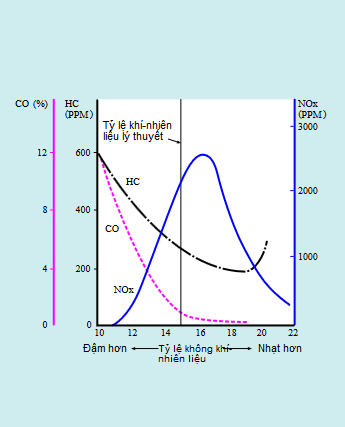 CO (%)
HC
(PPM)
NOx
(PPM)
Tỷ lệ khí-nhiên
liệu lý thuyết
3000
12
600
HC
2000
8
400
CO
1000
4
200
NOx
0
0
10
12
14
16
18
20
22
Đậm hơn
Tỷ lệ không khí-
nhiên liệu
Nhạt hơn